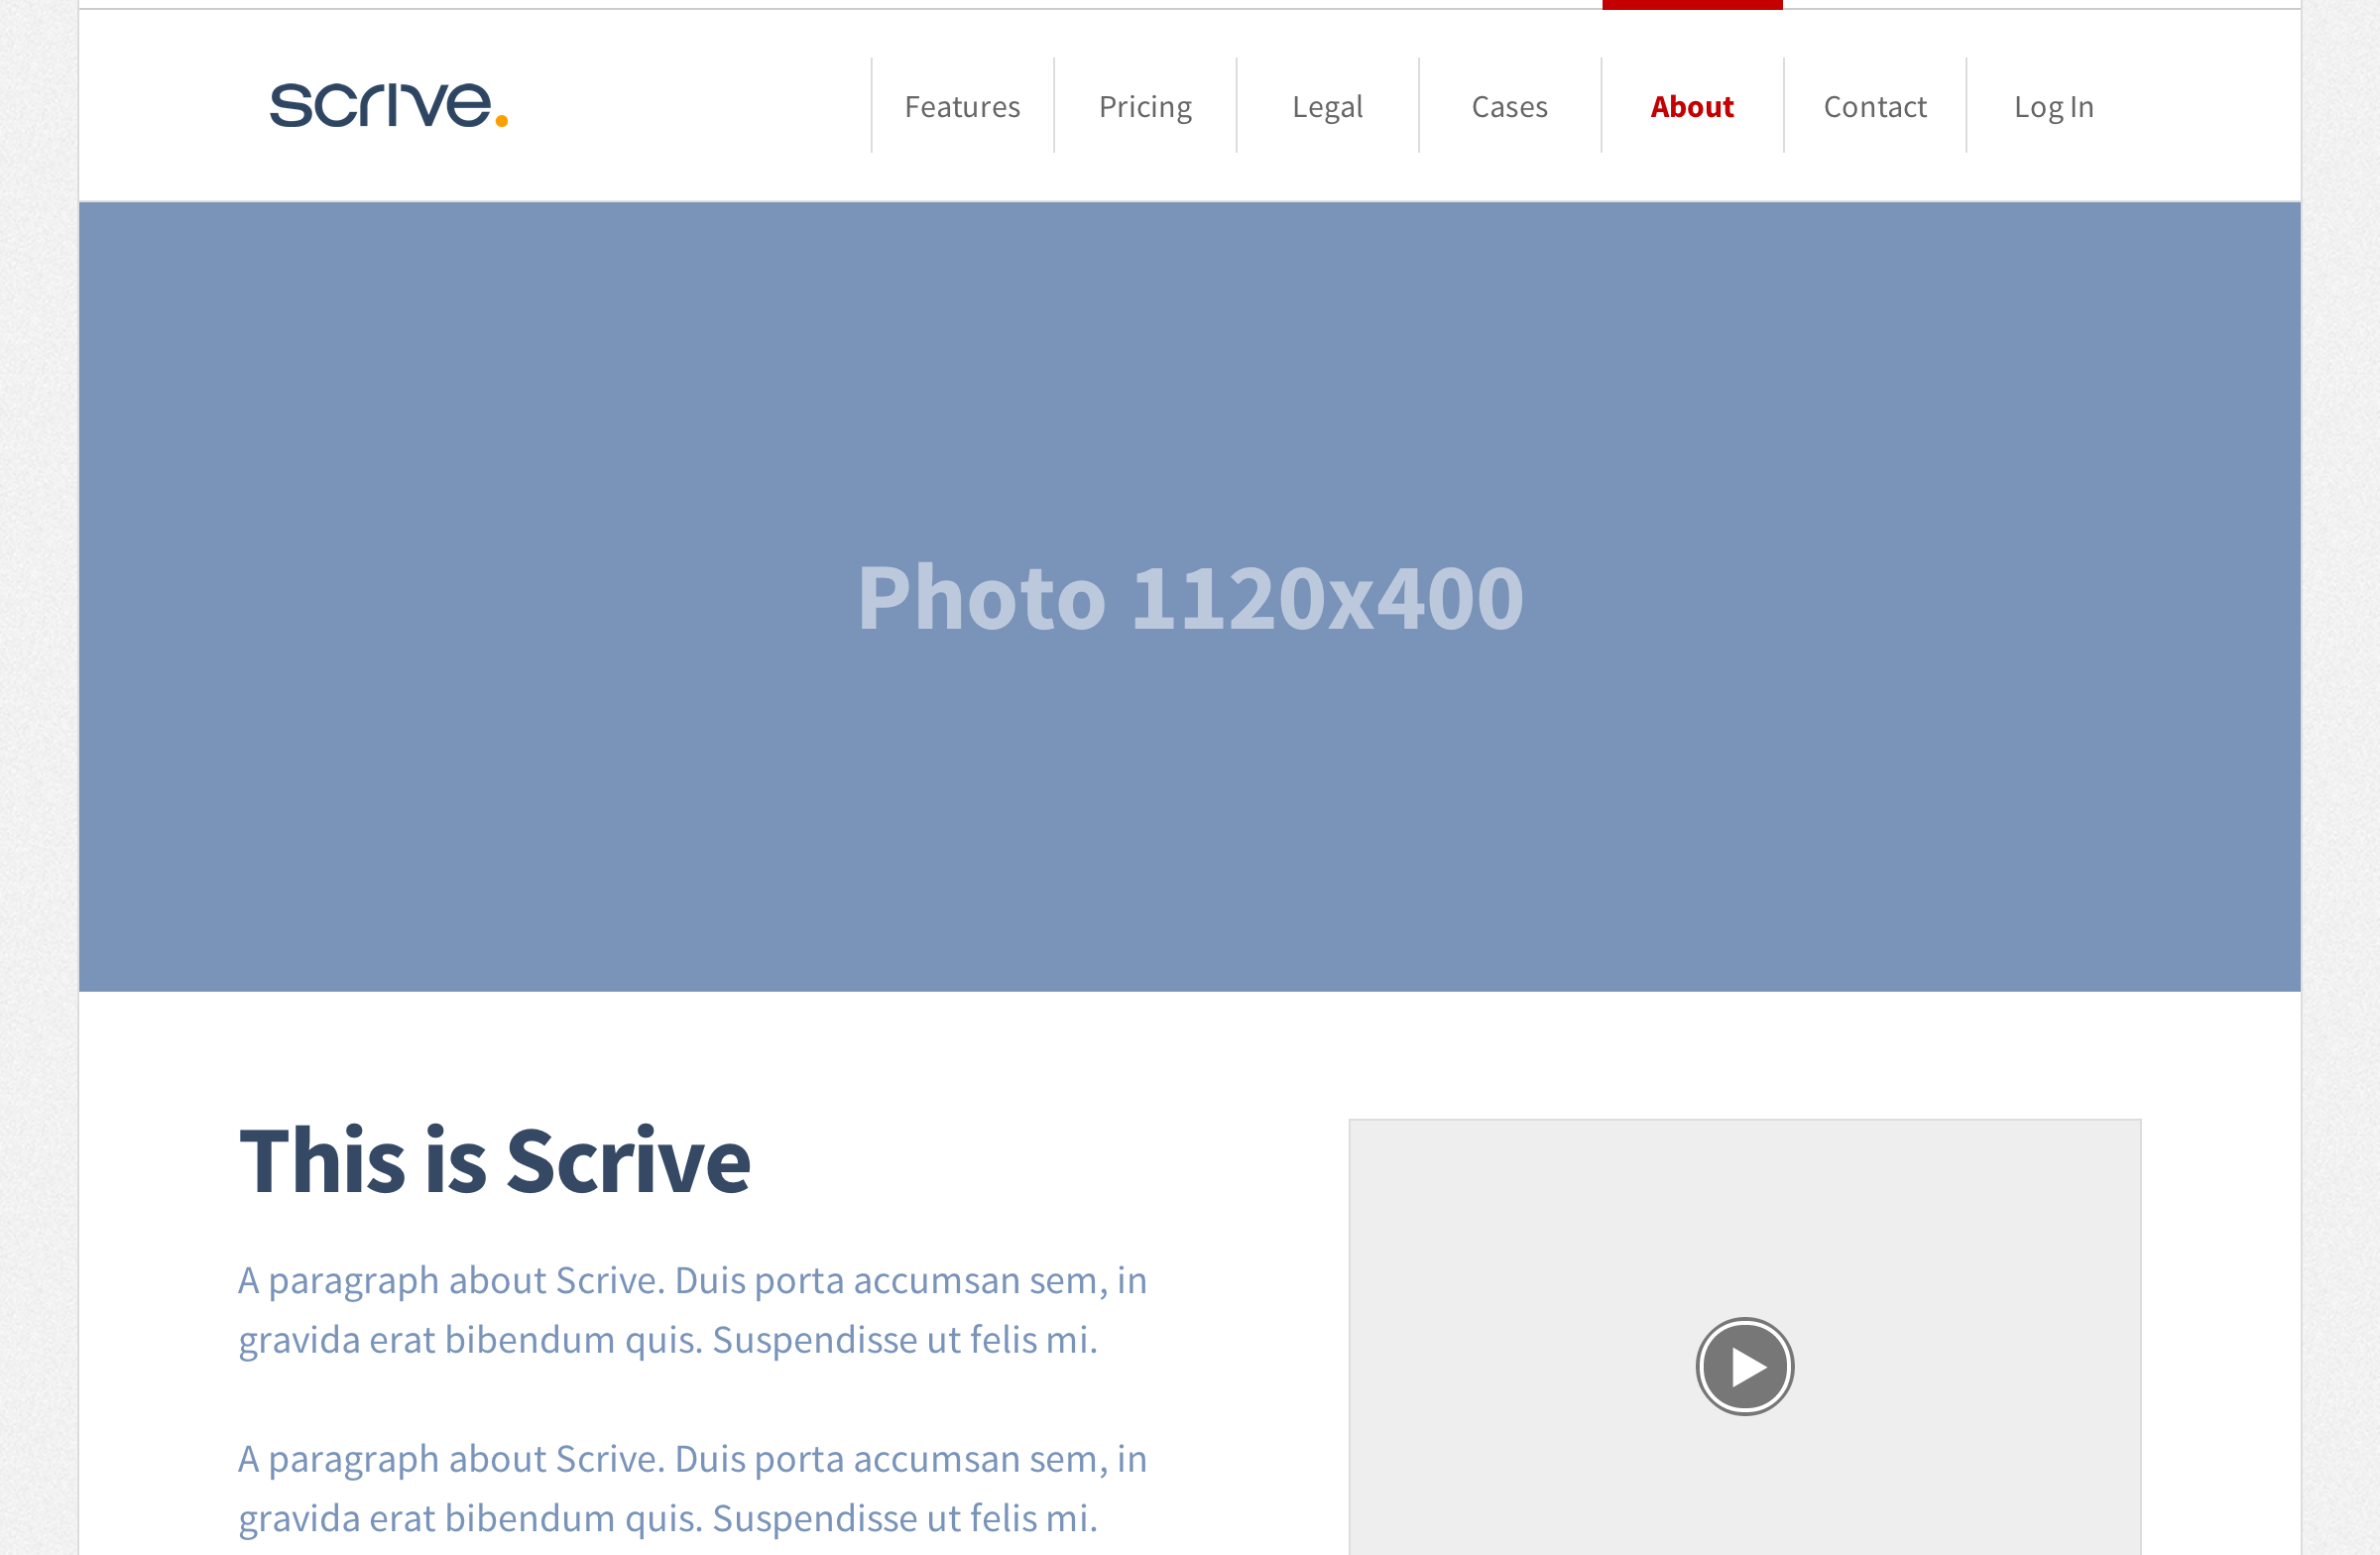 scrive.
Features
Pricing
Legal
Cases
About
Contact
Log In
Photo 1120x400
This is Scrive
A paragraph about Scrive. Duis porta accumsan sem, in
gravida erat bibendum quis. Suspendisse ut felis mi.
A paragraph about Scrive. Duis porta accumsan sem, in
gravida erat bibendum quis. Suspendisse ut felis mi.